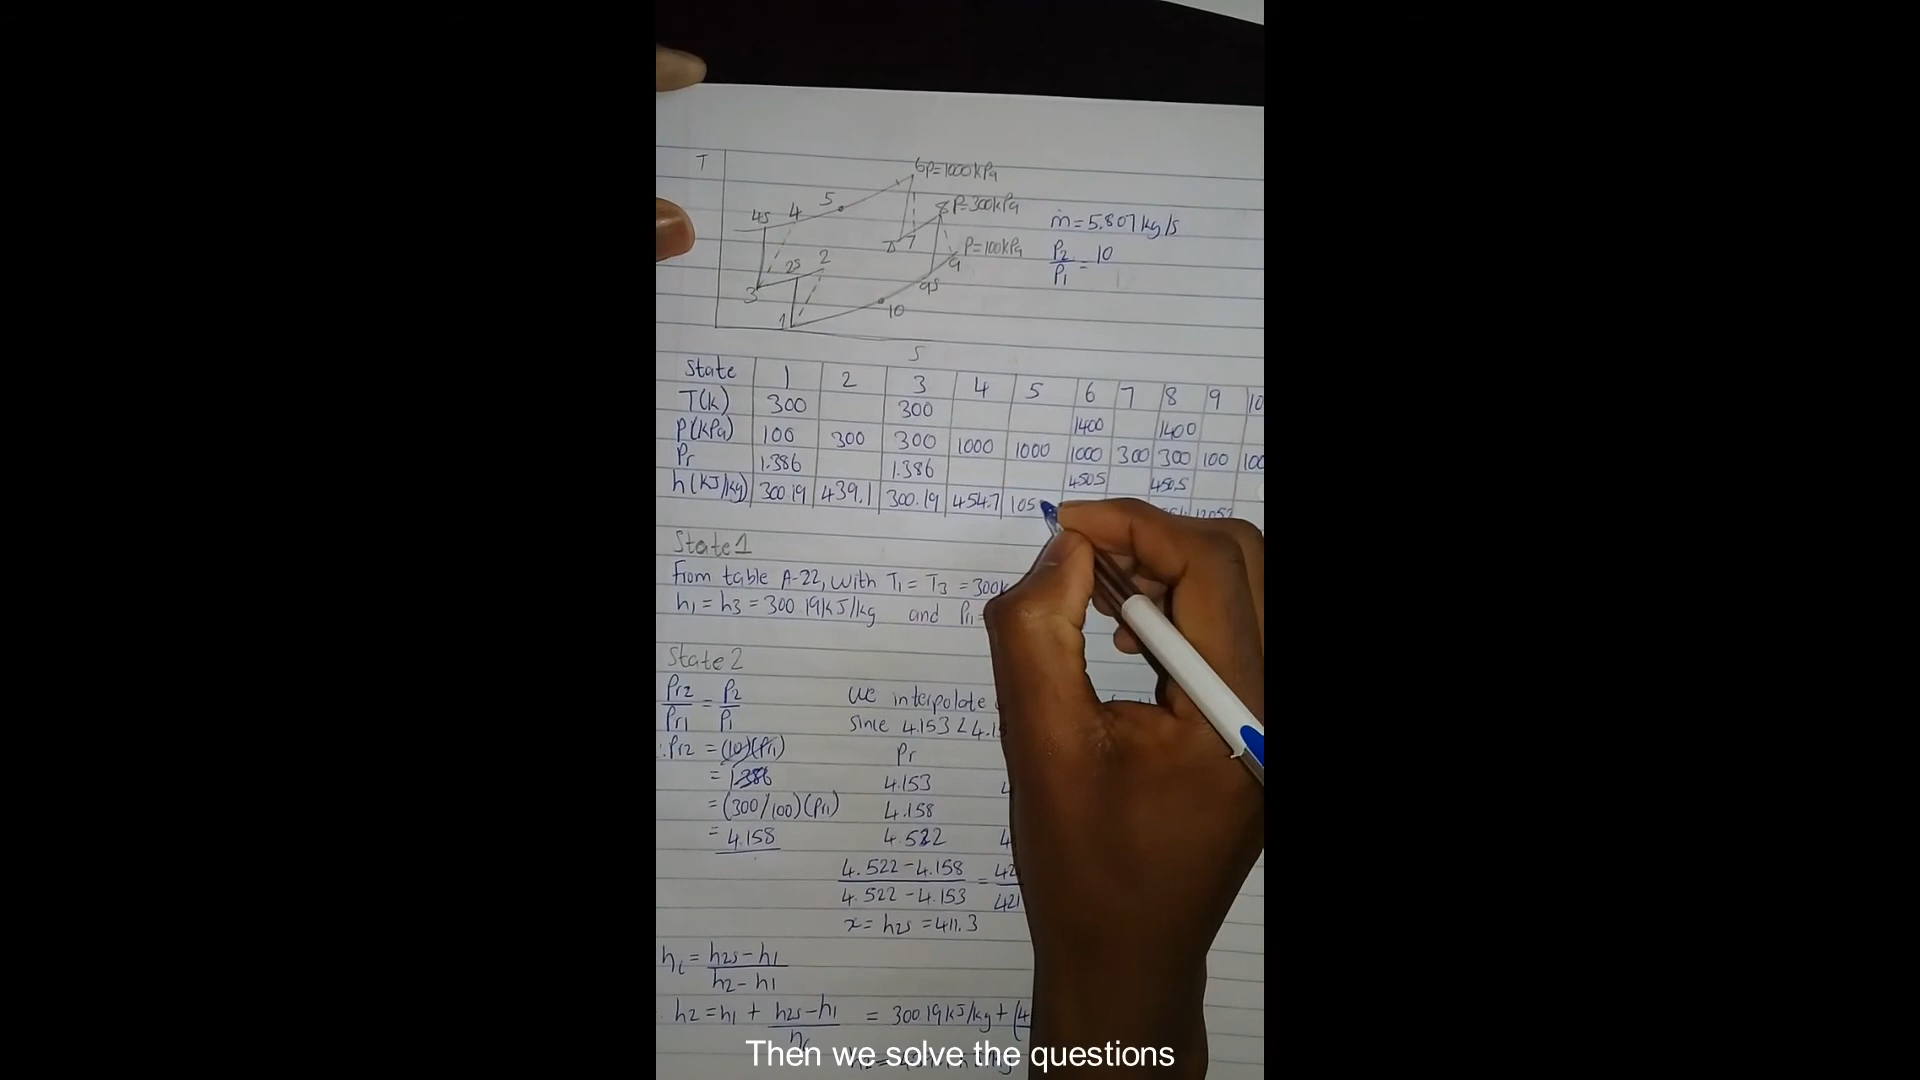 T
6 P=1000kPa
5
4s 4
8 P=300kPa
ṁ = 5.807 kg/s
7
P=100kPa
P2/P1 = 10
2s 2
9
3
9s
10
1
S
State 1 2 3 4 5 6 7 8 9 10
T(K) 300 300 1400 1400
P(kPa) 100 300 300 1000 1000 1000 300 300 100 100
Pr 1.386 1.386 450.5 450.5
h(kJ/kg) 300.19 439.1 300.19 454.7 105
State 1
From table A-22, with T1 = T3 = 300K
h1 = h3 = 300.19kJ/kg and Pr1 =
State 2
Pr2/Pr1 = P2/P1
we interpolate
since 4.153 < 4.15
∴ Pr2 = (10)(Pr1)
Pr
= 1386
4.153
= (300/100)(Pr1)
4.158
= 4.158
4.522
4.522 - 4.158 / 4.522 - 4.153 = 421
x = h2s = 411.3
= h2s - h1 / h2 - h1
h2 = h1 + h2s - h1 = 300.19kJ/kg + (4
Then we solve the questions